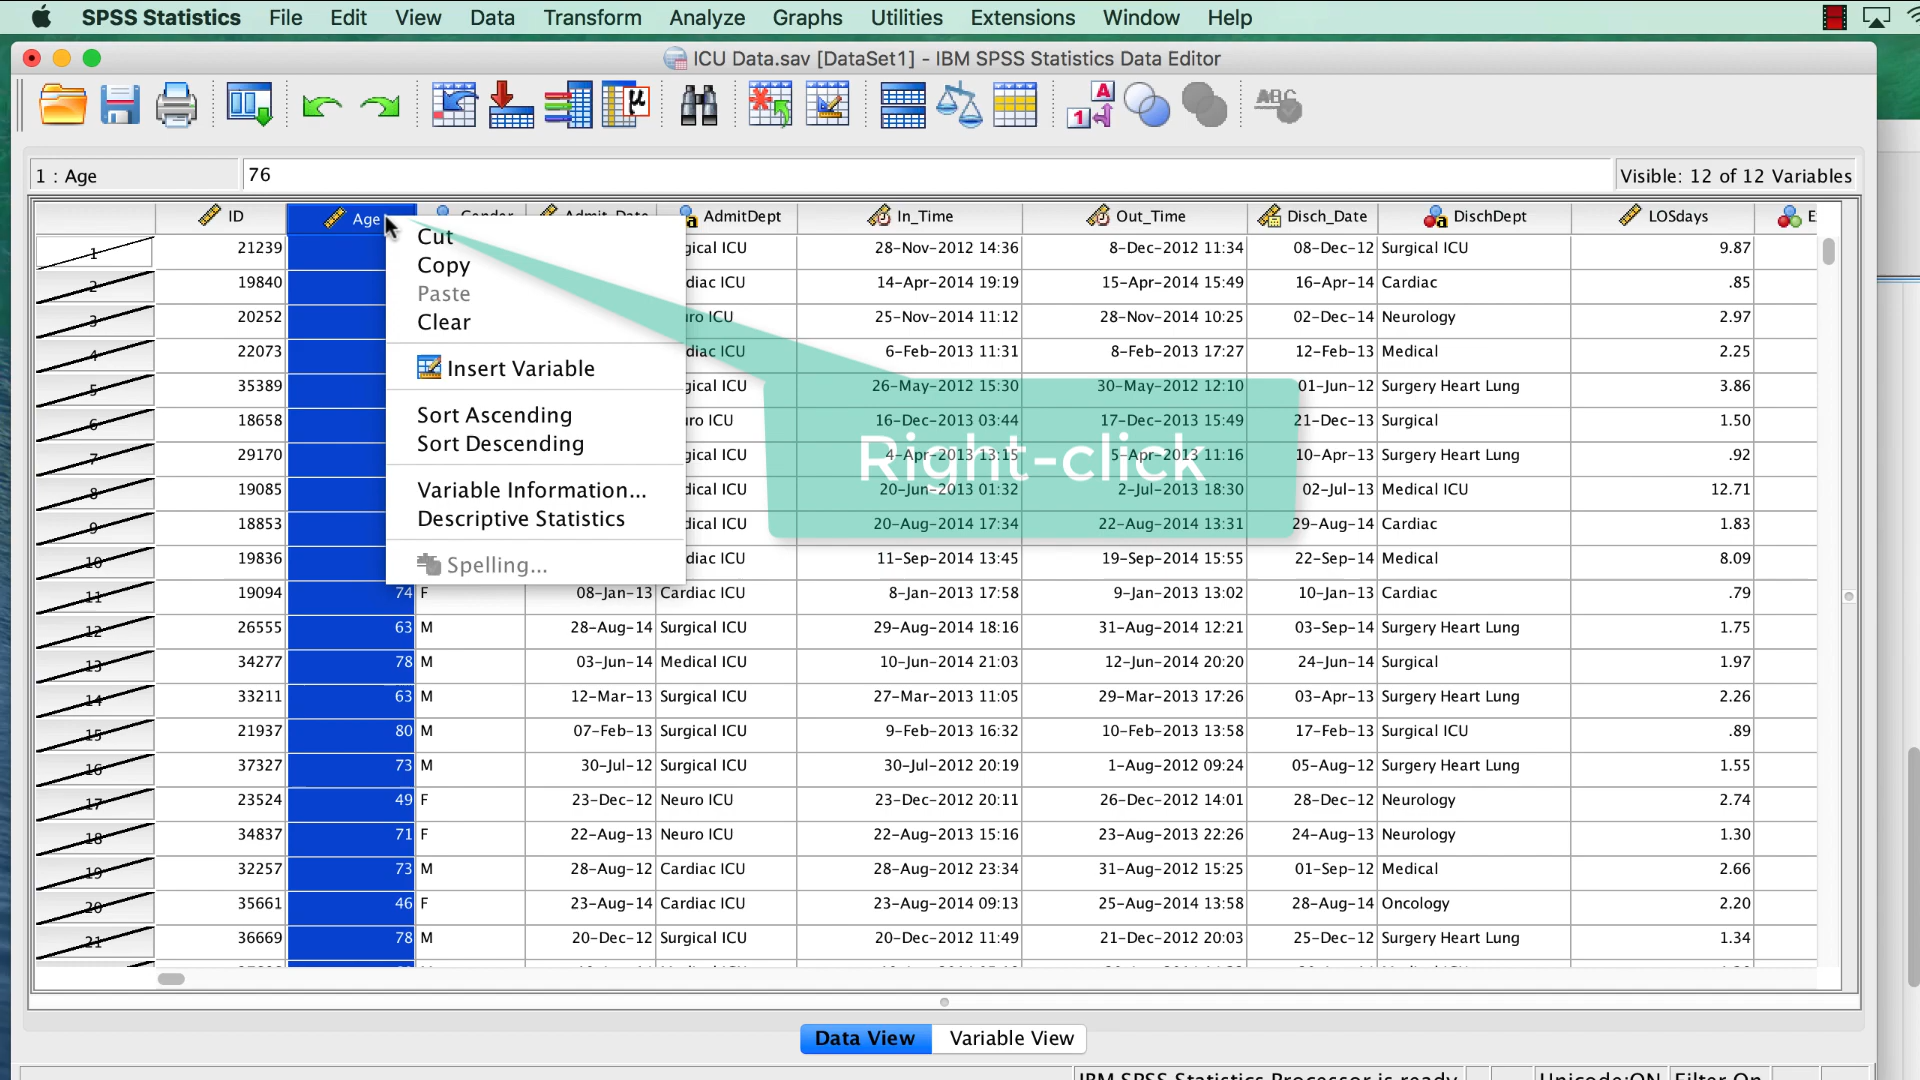 SPSS Statistics File Edit View Data Transform Analyze Graphs Utilities Extensions Window Help
ICU Data.sav [DataSet1] - IBM SPSS Statistics Data Editor
1 : Age 76 Visible: 12 of 12 Variables
ID Age AdmitDept In_Time Out_Time Disch_Date DischDept LOSdays
Cut
Copy
Paste
Clear
Insert Variable
Sort Ascending
Sort Descending
Variable Information...
Descriptive Statistics
Spelling...
Right-click
1 21239 ICU 28-Nov-2012 14:36 8-Dec-2012 11:34 08-Dec-12 Surgical ICU 9.87
2 19840 ICU 14-Apr-2014 19:19 15-Apr-2014 15:49 16-Apr-14 Cardiac .85
3 20252 ICU 25-Nov-2014 11:12 28-Nov-2014 10:25 02-Dec-14 Neurology 2.97
4 22073 ICU 6-Feb-2013 11:31 8-Feb-2013 17:27 12-Feb-13 Medical 2.25
5 35389 ICU 26-May-2012 15:30 30-May-2012 12:10 01-Jun-12 Surgery Heart Lung 3.86
6 18658 ICU 16-Dec-2013 03:44 17-Dec-2013 15:49 21-Dec-13 Surgical 1.50
7 29170 ICU 4-Apr-2013 13:15 5-Apr-2013 11:16 10-Apr-13 Surgery Heart Lung .92
8 19085 ICU 20-Jun-2013 01:32 2-Jul-2013 18:30 02-Jul-13 Medical ICU 12.71
9 18853 ICU 20-Aug-2014 17:34 22-Aug-2014 13:31 29-Aug-14 Cardiac 1.83
10 19836 ICU 11-Sep-2014 13:45 19-Sep-2014 15:55 22-Sep-14 Medical 8.09
11 19094 74 F 08-Jan-13 Cardiac ICU 8-Jan-2013 17:58 9-Jan-2013 13:02 10-Jan-13 Cardiac .79
12 26555 63 M 28-Aug-14 Surgical ICU 29-Aug-2014 18:16 31-Aug-2014 12:21 03-Sep-14 Surgery Heart Lung 1.75
13 34277 78 M 03-Jun-14 Medical ICU 10-Jun-2014 21:03 12-Jun-2014 20:20 24-Jun-14 Surgical 1.97
14 33211 63 M 12-Mar-13 Surgical ICU 27-Mar-2013 11:05 29-Mar-2013 17:26 03-Apr-13 Surgery Heart Lung 2.26
15 21937 80 M 07-Feb-13 Surgical ICU 9-Feb-2013 16:32 10-Feb-2013 13:58 17-Feb-13 Surgical ICU .89
16 37327 73 M 30-Jul-12 Surgical ICU 30-Jul-2012 20:19 1-Aug-2012 09:24 05-Aug-12 Surgery Heart Lung 1.55
17 23524 49 F 23-Dec-12 Neuro ICU 23-Dec-2012 20:11 26-Dec-2012 14:01 28-Dec-12 Neurology 2.74
18 34837 71 F 22-Aug-13 Neuro ICU 22-Aug-2013 15:16 23-Aug-2013 22:26 24-Aug-13 Neurology 1.30
19 32257 73 M 28-Aug-12 Cardiac ICU 28-Aug-2012 23:34 31-Aug-2012 15:25 01-Sep-12 Medical 2.66
20 35661 46 F 23-Aug-14 Cardiac ICU 23-Aug-2014 09:13 25-Aug-2014 13:58 28-Aug-14 Oncology 2.20
21 36669 78 M 20-Dec-12 Surgical ICU 20-Dec-2012 11:49 21-Dec-2012 20:03 25-Dec-12 Surgery Heart Lung 1.34
Data View Variable View
IBM SPSS Statistics Processor is ready Unicode:ON Filter On